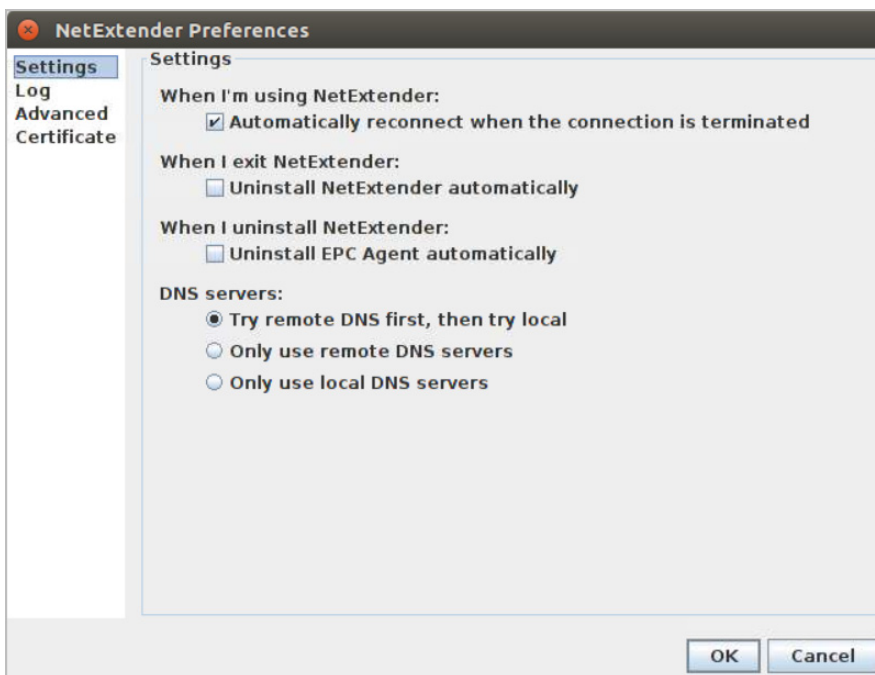 NetExtender Preferences
Settings
Log
Advanced
Certificate
Settings
When I'm using NetExtender:
Automatically reconnect when the connection is terminated
When I exit NetExtender:
Uninstall NetExtender automatically
When I uninstall NetExtender:
Uninstall EPC Agent automatically
DNS servers:
Try remote DNS first, then try local
Only use remote DNS servers
Only use local DNS servers
OK
Cancel